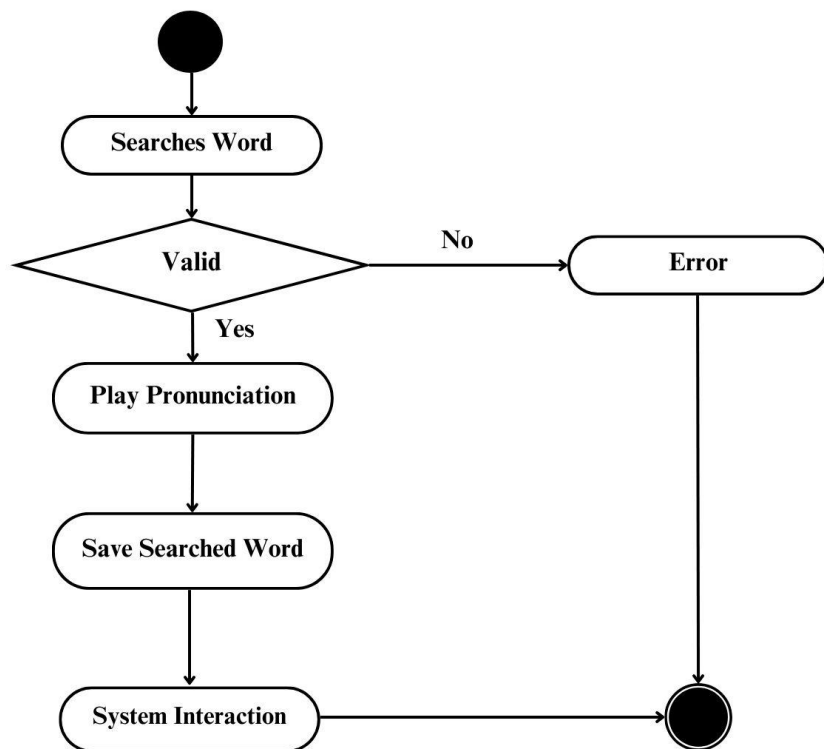 Searches Word
Valid
No
Error
Yes
Play Pronunciation
Save Searched Word
System Interaction